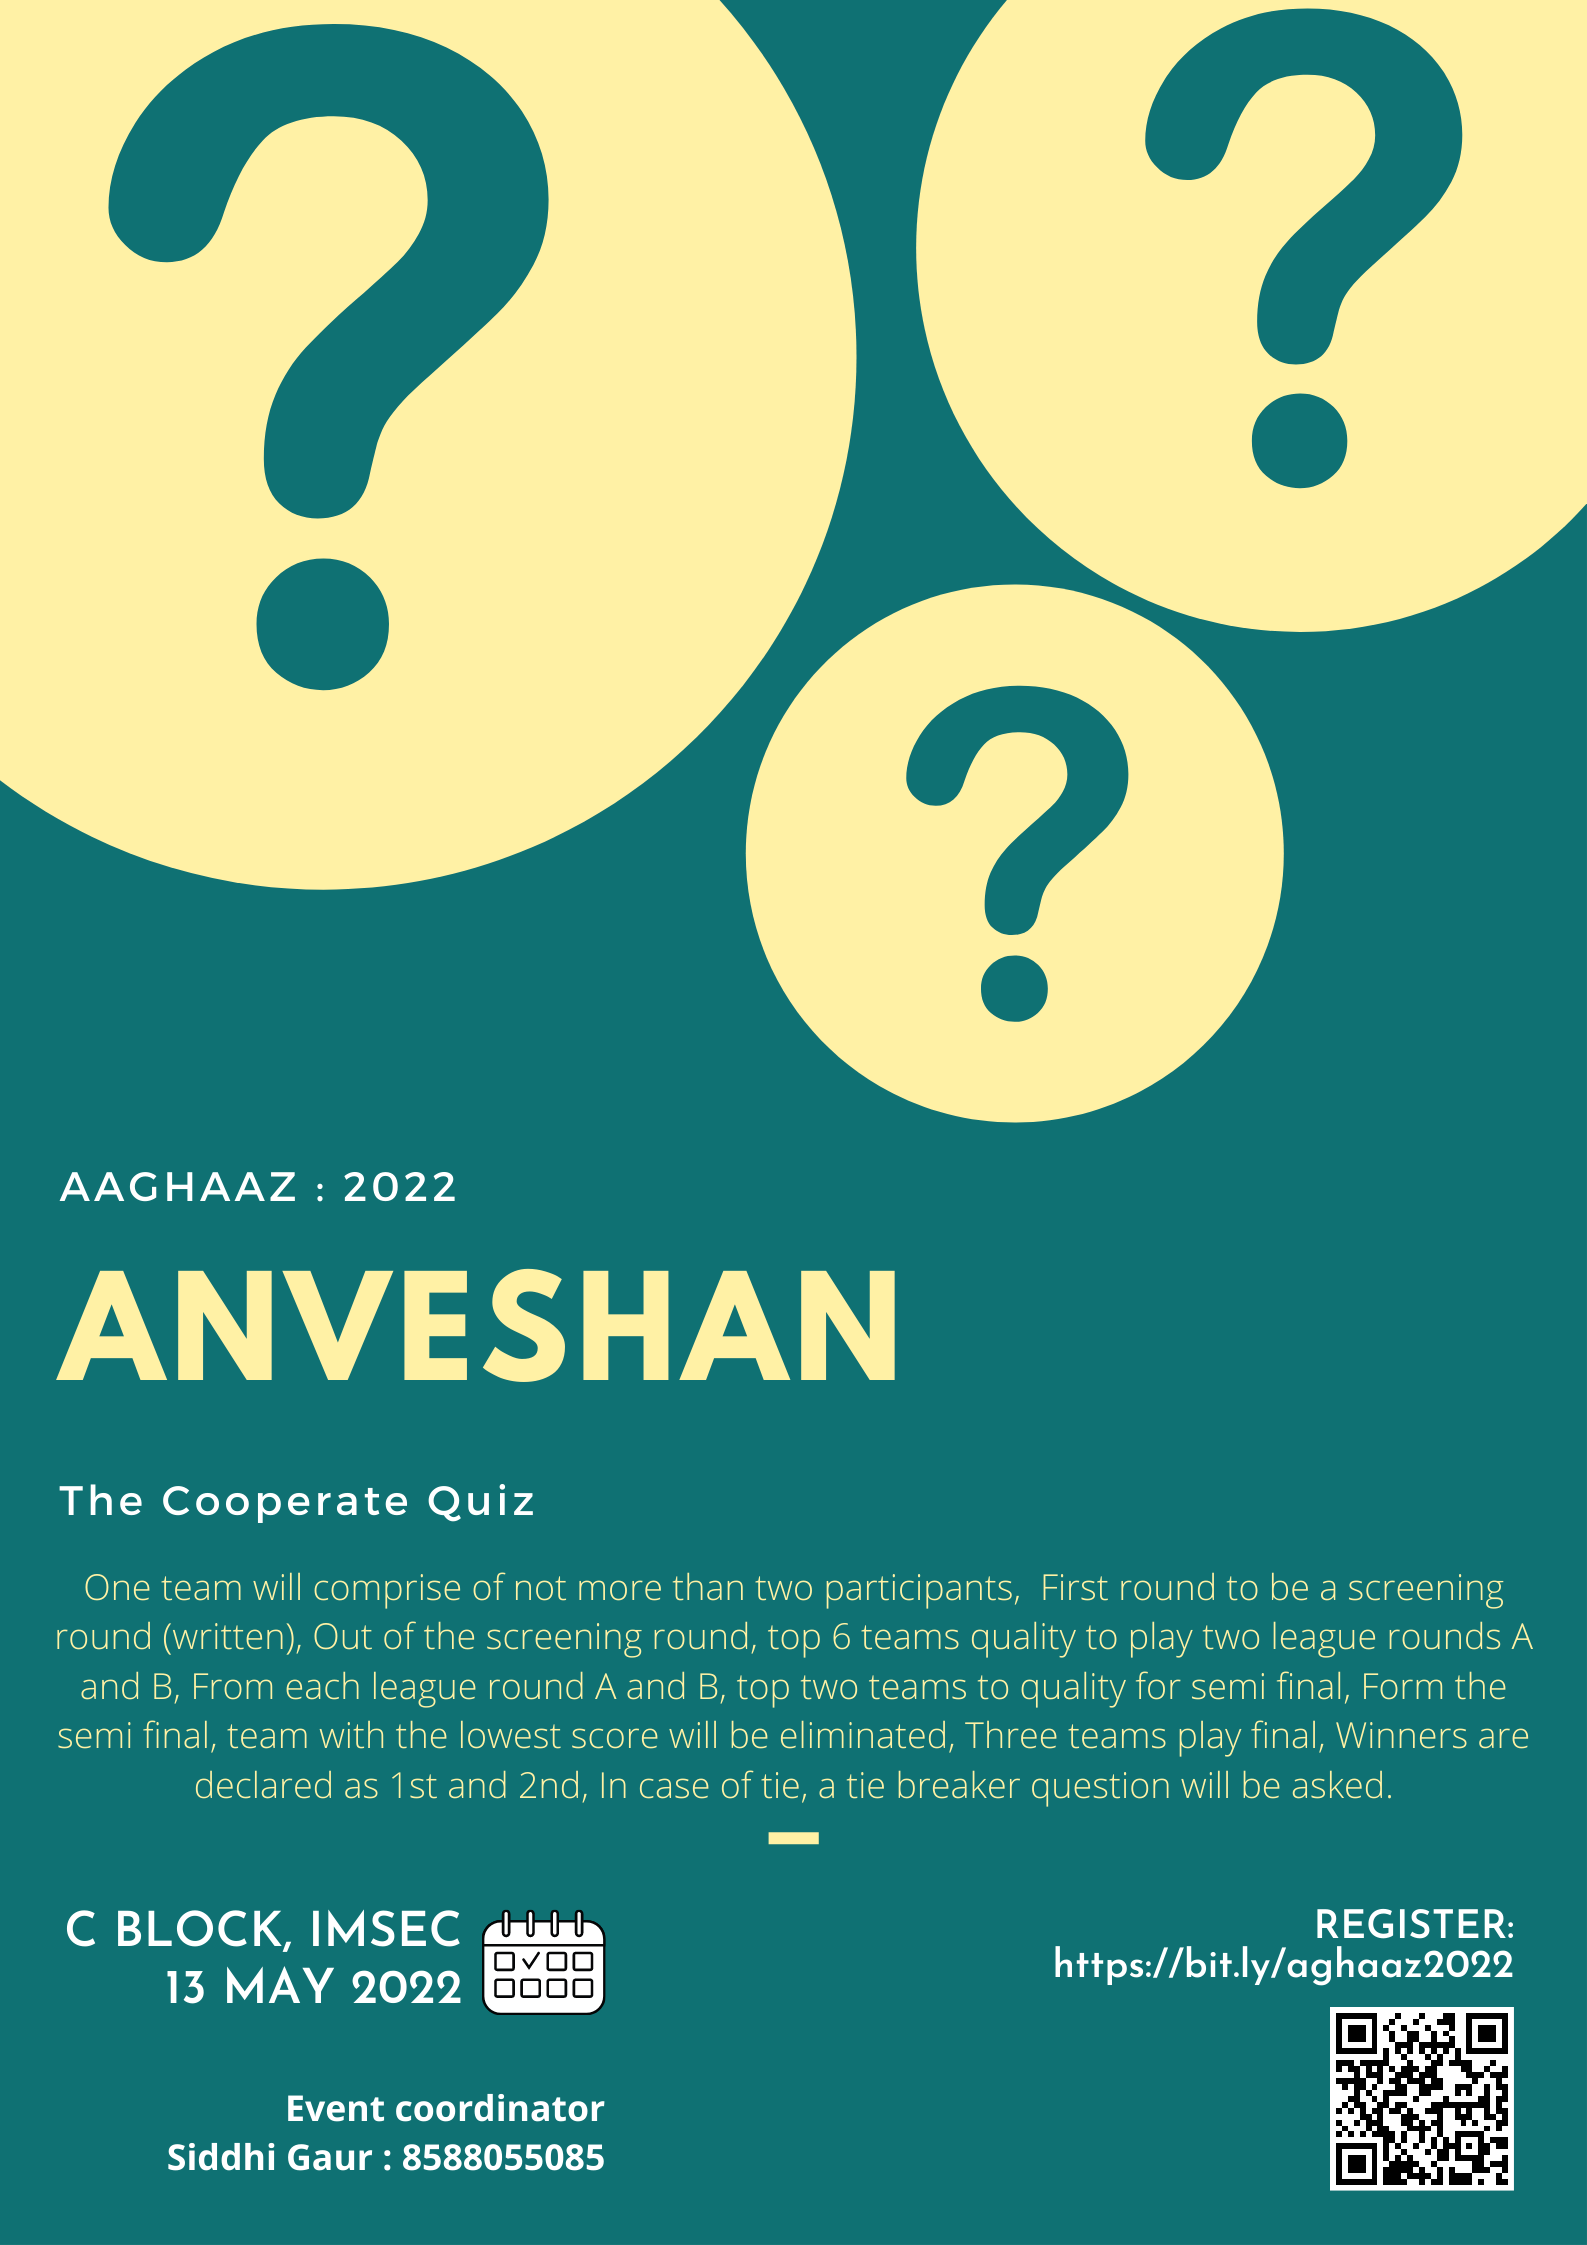 ?
?
?
AAGHAAZ : 2022
ANVESHAN
The Cooperate Quiz
One team will comprise of not more than two participants,  First round to be a screening
round (written), Out of the screening round, top 6 teams quality to play two league rounds A
and B, From each league round A and B, top two teams to quality for semi final, Form the
semi final, team with the lowest score will be eliminated, Three teams play final, Winners are
declared as 1st and 2nd, In case of tie, a tie breaker question will be asked.
C BLOCK, IMSEC
13 MAY 2022
Event coordinator
Siddhi Gaur : 8588055085
REGISTER:
https://bit.ly/aghaaz2022